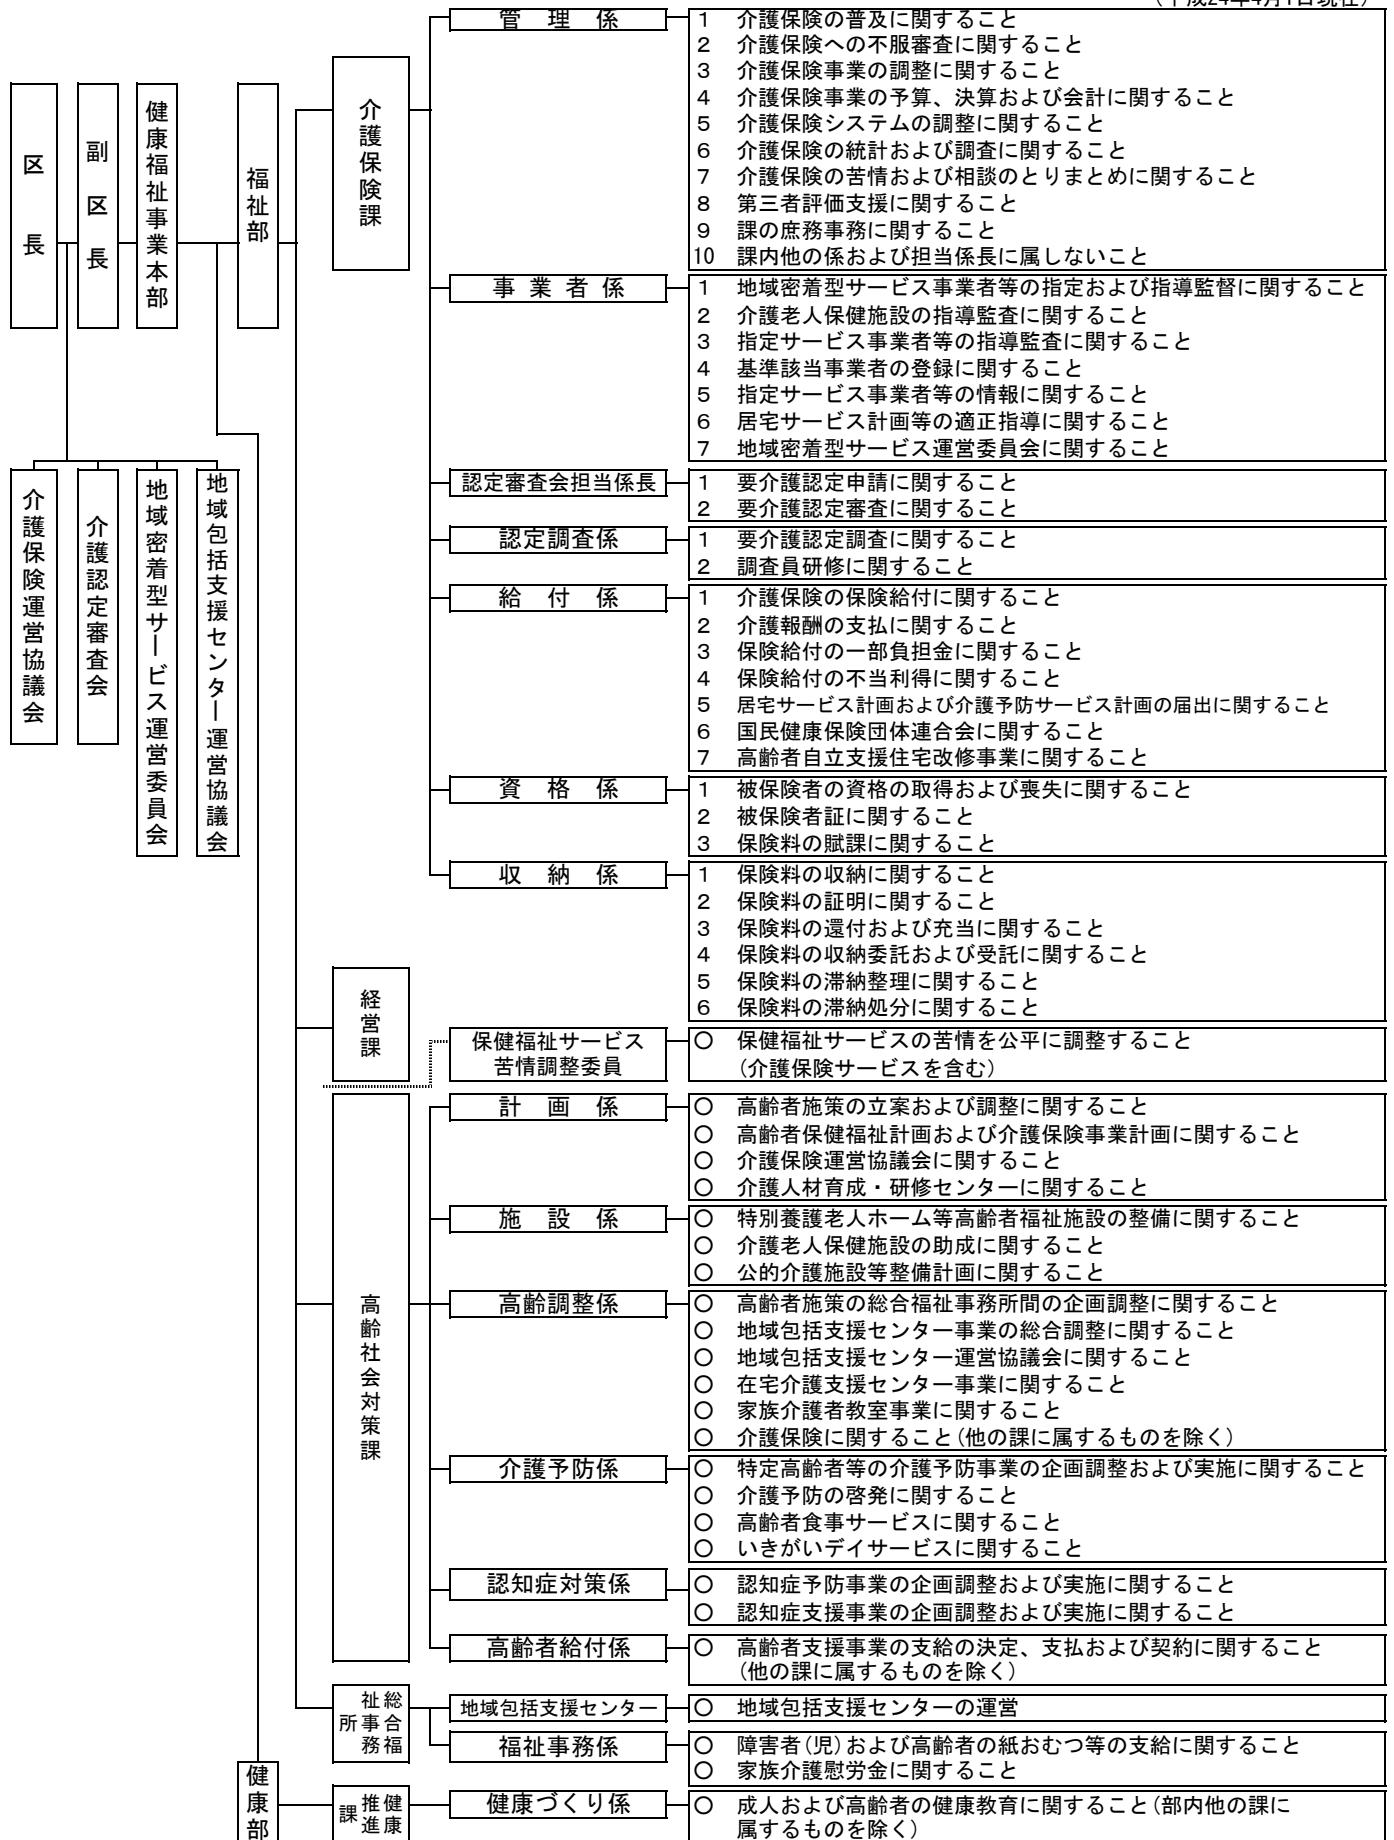 （平成24年4月1日現在）
区長
副区長
健康福祉事業本部
福祉部
介護保険運営協議会
介護認定審査会
地域密着型サービス運営委員会
地域包括支援センター運営協議会
介護保険課
管理係
1 介護保険の普及に関すること
2 介護保険への不服審査に関すること
3 介護保険事業の調整に関すること
4 介護保険事業の予算、決算および会計に関すること
5 介護保険システムの調整に関すること
6 介護保険の統計および調査に関すること
7 介護保険の苦情および相談のとりまとめに関すること
8 第三者評価支援に関すること
9 課の庶務事務に関すること
10 課内他の係および担当係長に属しないこと
事業者係
1 地域密着型サービス事業者等の指定および指導監督に関すること
2 介護老人保健施設の指導監査に関すること
3 指定サービス事業者等の指導監査に関すること
4 基準該当事業者の登録に関すること
5 指定サービス事業者等の情報に関すること
6 居宅サービス計画等の適正指導に関すること
7 地域密着型サービス運営委員会に関すること
認定審査会担当係長
1 要介護認定申請に関すること
2 要介護認定審査に関すること
認定調査係
1 要介護認定調査に関すること
2 調査員研修に関すること
給付係
1 介護保険の保険給付に関すること
2 介護報酬の支払に関すること
3 保険給付の一部負担金に関すること
4 保険給付の不当利得に関すること
5 居宅サービス計画および介護予防サービス計画の届出に関すること
6 国民健康保険団体連合会に関すること
7 高齢者自立支援住宅改修事業に関すること
資格係
1 被保険者の資格の取得および喪失に関すること
2 被保険者証に関すること
3 保険料の賦課に関すること
収納係
1 保険料の収納に関すること
2 保険料の証明に関すること
3 保険料の還付および充当に関すること
4 保険料の収納委託および受託に関すること
5 保険料の滞納整理に関すること
6 保険料の滞納処分に関すること
経営課
保健福祉サービス
苦情調整委員
○ 保健福祉サービスの苦情を公平に調整すること
（介護保険サービスを含む）
高齢社会対策課
計画係
○ 高齢者施策の立案および調整に関すること
○ 高齢者保健福祉計画および介護保険事業計画に関すること
○ 介護保険運営協議会に関すること
○ 介護人材育成・研修センターに関すること
施設係
○ 特別養護老人ホーム等高齢者福祉施設の整備に関すること
○ 介護老人保健施設の助成に関すること
○ 公的介護施設等整備計画に関すること
高齢調整係
○ 高齢者施策の総合福祉事務所間の企画調整に関すること
○ 地域包括支援センター事業の総合調整に関すること
○ 地域包括支援センター運営協議会に関すること
○ 在宅介護支援センター事業に関すること
○ 家族介護者教室事業に関すること
○ 介護保険に関すること（他の課に属するものを除く）
介護予防係
○ 特定高齢者等の介護予防事業の企画調整および実施に関すること
○ 介護予防の啓発に関すること
○ 高齢者食事サービスに関すること
○ いきがいデイサービスに関すること
認知症対策係
○ 認知症予防事業の企画調整および実施に関すること
○ 認知症支援事業の企画調整および実施に関すること
高齢者給付係
○ 高齢者支援事業の支給の決定、支払および契約に関すること
（他の課に属するものを除く）
総合福
祉事務
所
地域包括支援センター
○ 地域包括支援センターの運営
福祉事務係
○ 障害者（児）および高齢者の紙おむつ等の支給に関すること
○ 家族介護慰労金に関すること
健康部
健康
推進
課
健康づくり係
○ 成人および高齢者の健康教育に関すること（部内他の課に
属するものを除く）